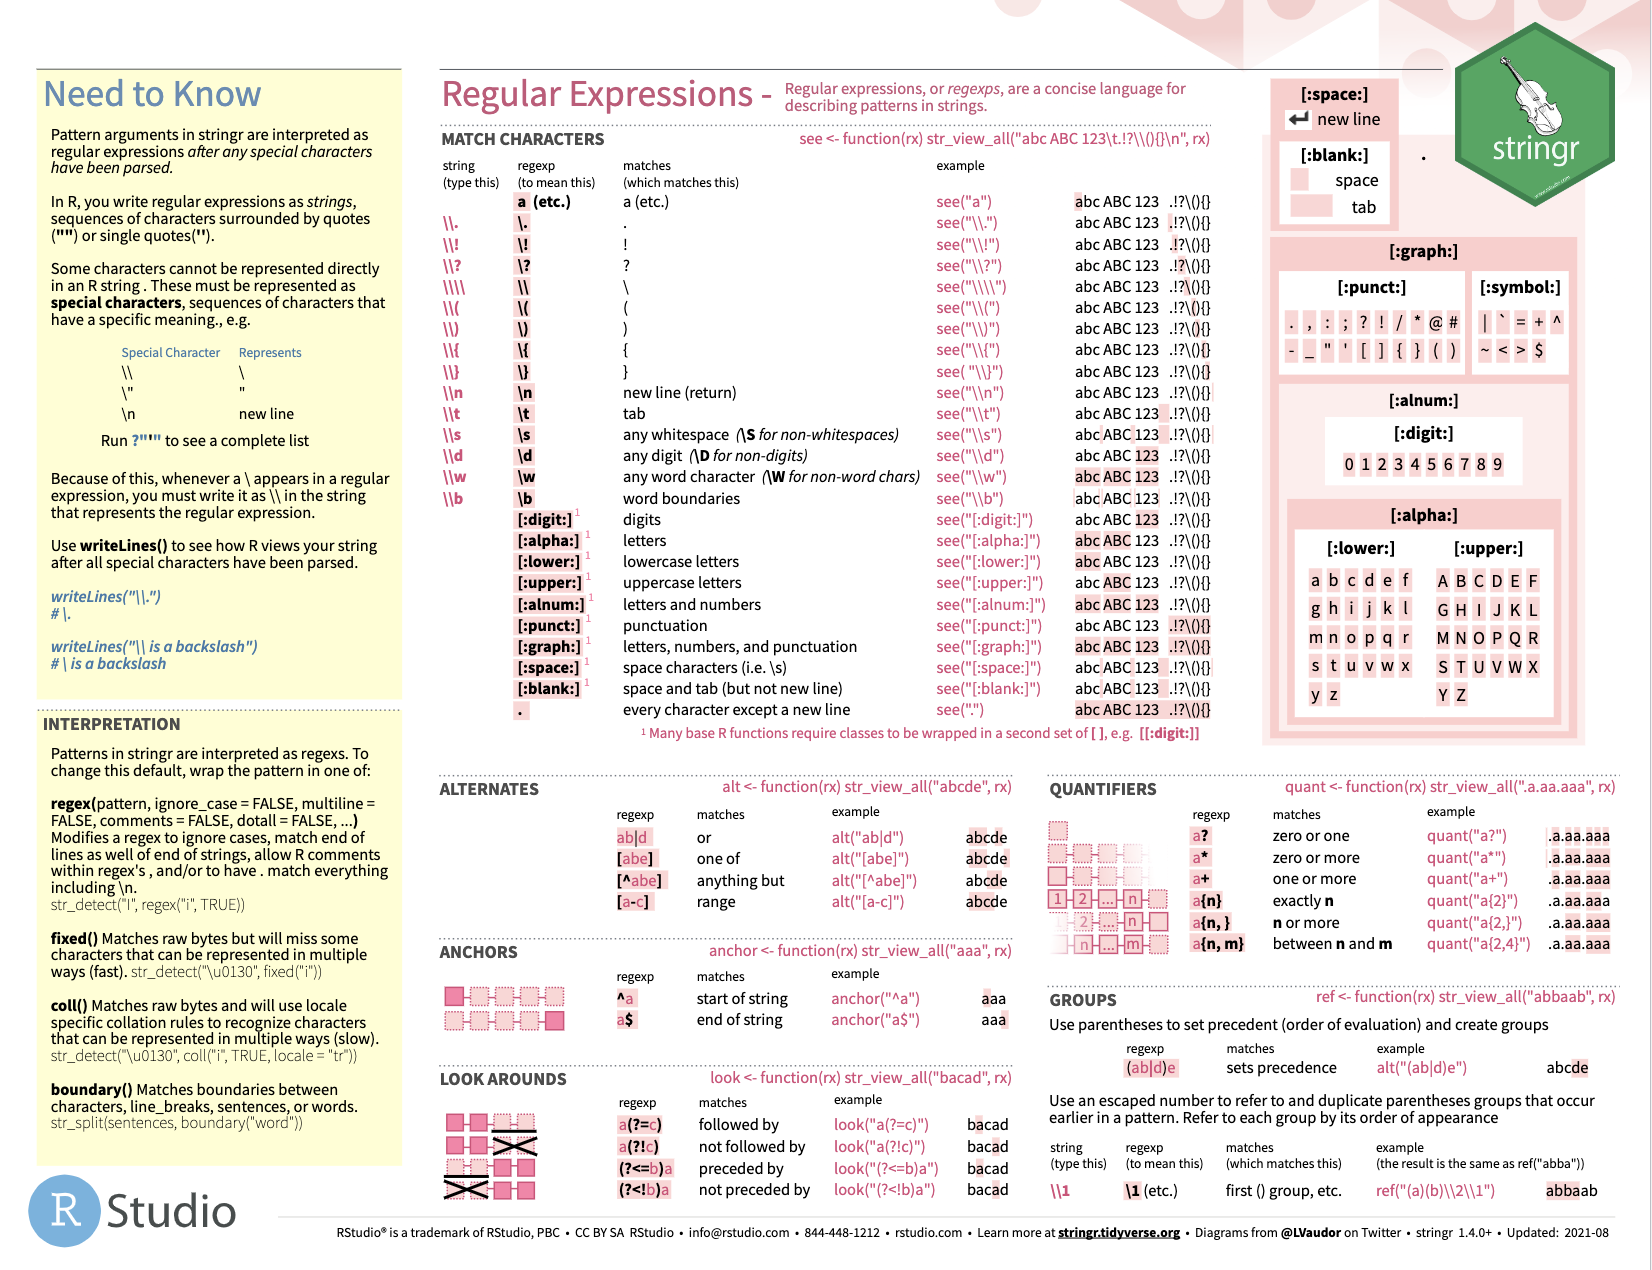 Need to Know
Pattern arguments in stringr are interpreted as
regular expressions after any special characters
have been parsed.
In R, you write regular expressions as strings,
sequences of characters surrounded by quotes
("") or single quotes('').
Some characters cannot be represented directly
in an R string . These must be represented as
special characters, sequences of characters that
have a specific meaning., e.g.
Special Character Represents
\\ \
\" "
\n new line
Run ?"'" to see a complete list
Because of this, whenever a \ appears in a regular
expression, you must write it as \\ in the string
that represents the regular expression.
Use writeLines() to see how R views your string
after all special characters have been parsed.
writeLines("\\.")
# \.
writeLines("\\ is a backslash")
# \ is a backslash
INTERPRETATION
Patterns in stringr are interpreted as regexs. To
change this default, wrap the pattern in one of:
regex(pattern, ignore_case = FALSE, multiline =
FALSE, comments = FALSE, dotall = FALSE, ...)
Modifies a regex to ignore cases, match end of
lines as well of end of strings, allow R comments
within regex's , and/or to have . match everything
including \n.
str_detect("I", regex("i", TRUE))
fixed() Matches raw bytes but will miss some
characters that can be represented in multiple
ways (fast). str_detect("\u0130", fixed("i"))
coll() Matches raw bytes and will use locale
specific collation rules to recognize characters
that can be represented in multiple ways (slow).
str_detect("\u0130", coll("i", TRUE, locale = "tr"))
boundary() Matches boundaries between
characters, line_breaks, sentences, or words.
str_split(sentences, boundary("word"))
Regular Expressions -
Regular expressions, or regexps, are a concise language for
describing patterns in strings.
MATCH CHARACTERS see <- function(rx) str_view_all("abc ABC 123\t.!?\\(){}\n", rx)
string regexp matches example
(type this) (to mean this) (which matches this)
a (etc.) a (etc.) see("a") abc ABC 123 .!?\(){}
\\. \. . see("\\.") abc ABC 123 .!?\(){}
\\! \! ! see("\\!") abc ABC 123 .!?\(){}
\\? \? ? see("\\?") abc ABC 123 .!?\(){}
\\\\ \\ \ see("\\\\") abc ABC 123 .!?\(){}
\\( \( ( see("\\(") abc ABC 123 .!?\(){}
\\) \) ) see("\\)") abc ABC 123 .!?\(){}
\\{ \{ { see("\\{") abc ABC 123 .!?\(){}
\\} \} } see( "\\}") abc ABC 123 .!?\(){}
\\n \n new line (return) see("\\n") abc ABC 123 .!?\(){}
\\t \t tab see("\\t") abc ABC 123 .!?\(){}
\\s \s any whitespace (\S for non-whitespaces) see("\\s") abc ABC 123 .!?\(){}
\\d \d any digit (\D for non-digits) see("\\d") abc ABC 123 .!?\(){}
\\w \w any word character (\W for non-word chars) see("\\w") abc ABC 123 .!?\(){}
\\b \b word boundaries see("\\b") abc ABC 123 .!?\(){}
[:digit:] 1 digits see("[:digit:]") abc ABC 123 .!?\(){}
[:alpha:] 1 letters see("[:alpha:]") abc ABC 123 .!?\(){}
[:lower:] 1 lowercase letters see("[:lower:]") abc ABC 123 .!?\(){}
[:upper:] 1 uppercase letters see("[:upper:]") abc ABC 123 .!?\(){}
[:alnum:] 1 letters and numbers see("[:alnum:]") abc ABC 123 .!?\(){}
[:punct:] 1 punctuation see("[:punct:]") abc ABC 123 .!?\(){}
[:graph:] 1 letters, numbers, and punctuation see("[:graph:]") abc ABC 123 .!?\(){}
[:space:] 1 space characters (i.e. \s) see("[:space:]") abc ABC 123 .!?\(){}
[:blank:] 1 space and tab (but not new line) see("[:blank:]") abc ABC 123 .!?\(){}
. every character except a new line see(".") abc ABC 123 .!?\(){}
1 Many base R functions require classes to be wrapped in a second set of [ ], e.g. [[:digit:]]
[:space:]
new line
[:blank:]
space
tab
.
stringr
[:graph:]
[:punct:] [:symbol:]
. , : ; ? ! / * @ # | ` = + ^
- _ " ' [ ] { } ( ) ~ < > $
[:alnum:]
[:digit:]
0 1 2 3 4 5 6 7 8 9
[:alpha:]
[:lower:] [:upper:]
a b c d e f A B C D E F
g h i j k l G H I J K L
m n o p q r M N O P Q R
s t u v w x S T U V W X
y z Y Z
ALTERNATES alt <- function(rx) str_view_all("abcde", rx)
regexp matches example
ab|d or alt("ab|d") abcde
[abe] one of alt("[abe]") abcde
[^abe] anything but alt("[^abe]") abcde
[a-c] range alt("[a-c]") abcde
ANCHORS anchor <- function(rx) str_view_all("aaa", rx)
regexp matches example
^a start of string anchor("^a") aaa
a$ end of string anchor("a$") aaa
LOOK AROUNDS look <- function(rx) str_view_all("bacad", rx)
regexp matches example
a(?=c) followed by look("a(?=c)") bacad
a(?!c) not followed by look("a(?!c)") bacad
(?<=b)a preceded by look("(?<=b)a") bacad
(?<!b)a not preceded by look("(?<!b)a") bacad
QUANTIFIERS quant <- function(rx) str_view_all(".a.aa.aaa", rx)
regexp matches example
a? zero or one quant("a?") .a.aa.aaa
a* zero or more quant("a*") .a.aa.aaa
a+ one or more quant("a+") .a.aa.aaa
1 2 ... n a{n} exactly n quant("a{2}") .a.aa.aaa
2 ... n a{n, } n or more quant("a{2,}") .a.aa.aaa
n ... m a{n, m} between n and m quant("a{2,4}") .a.aa.aaa
GROUPS ref <- function(rx) str_view_all("abbaab", rx)
Use parentheses to set precedent (order of evaluation) and create groups
regexp matches example
(ab|d)e sets precedence alt("(ab|d)e") abcde
Use an escaped number to refer to and duplicate parentheses groups that occur
earlier in a pattern. Refer to each group by its order of appearance
string regexp matches example
(type this) (to mean this) (which matches this) (the result is the same as ref("abba"))
\\1 \1 (etc.) first () group, etc. ref("(a)(b)\\2\\1") abbaab
R Studio
RStudio® is a trademark of RStudio, PBC • CC BY SA RStudio • info@rstudio.com • 844-448-1212 • rstudio.com • Learn more at stringr.tidyverse.org • Diagrams from @LVaudor on Twitter • stringr 1.4.0+ • Updated: 2021-08